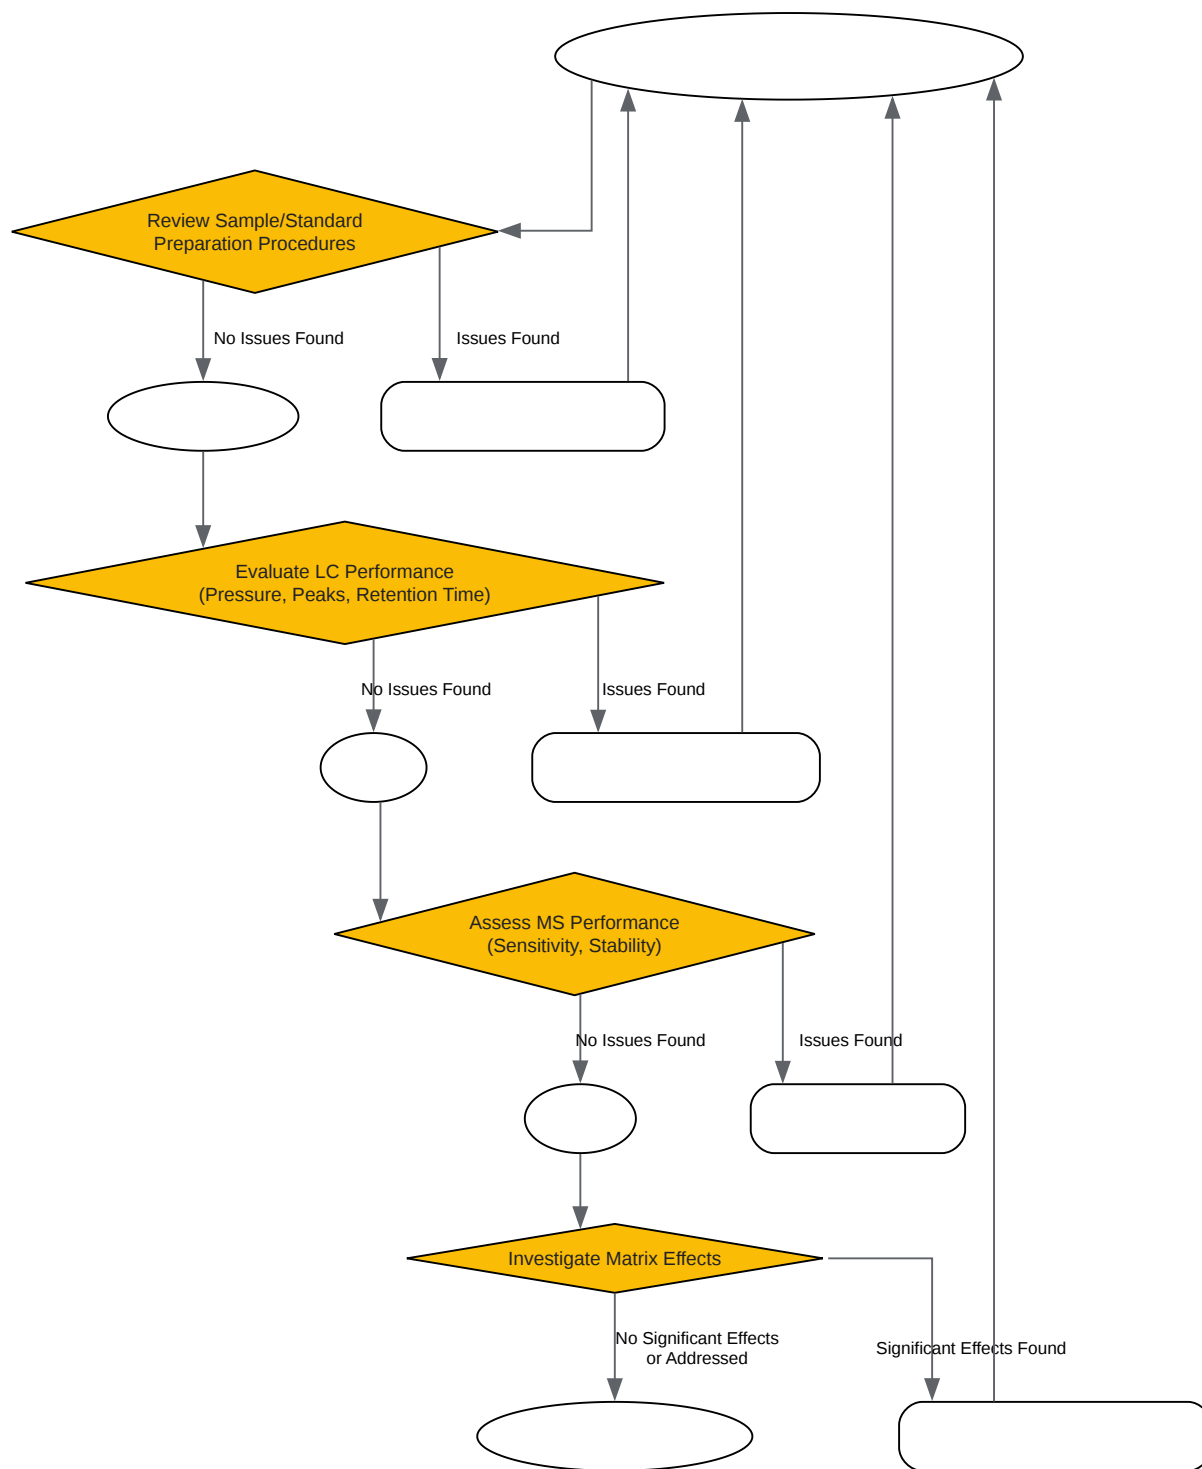 Review Sample/Standard
Preparation Procedures
No Issues Found
Issues Found
Evaluate LC Performance
(Pressure, Peaks, Retention Time)
No Issues Found
Issues Found
Assess MS Performance
(Sensitivity, Stability)
No Issues Found
Issues Found
Investigate Matrix Effects
No Significant Effects
or Addressed
Significant Effects Found